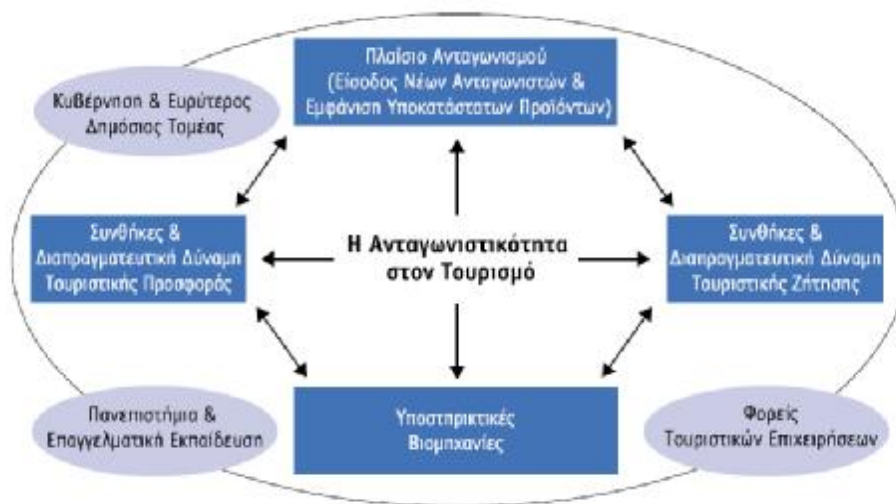 Πλαίσιο Ανταγωνισμού
(Είσοδος Νέων Ανταγωνιστών &
Εμφάνιση Υποκατάστατων Προϊόντων)
Κυβέρνηση & Ευρύτερος
Δημόσιος Τομέας
Συνθήκες &
Διαπραγματευτική Δύναμη
Τουριστικής Προσφοράς
Η Ανταγωνιστικότητα
στον Τουρισμό
Συνθήκες &
Διαπραγματευτική Δύναμη
Τουριστικής Ζήτησης
Πανεπιστήμια &
Επαγγελματική Εκπαίδευση
Υποστηρικτικές
Βιομηχανίες
Φορείς
Τουριστικών Επιχειρήσεων